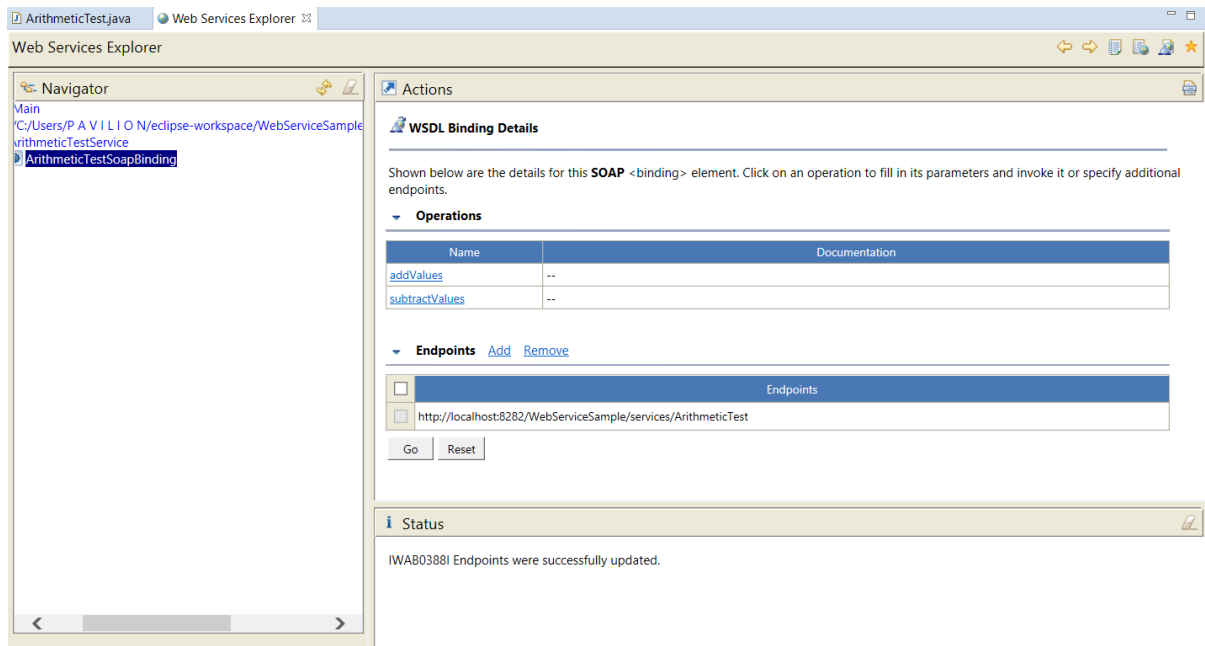 ArithmeticTest.java
Web Services Explorer
Web Services Explorer
Navigator
Main
C:/Users/P A V I L I O N/eclipse-workspace/WebServiceSample
ArithmeticTestService
ArithmeticTestSoapBinding
Actions
WSDL Binding Details
Shown below are the details for this SOAP <binding> element. Click on an operation to fill in its parameters and invoke it or specify additional
endpoints.
Operations
Name Documentation
addValues --
subtractValues --
Endpoints Add Remove
Endpoints
http://localhost:8282/WebServiceSample/services/ArithmeticTest
Go Reset
i Status
IWAB0388I Endpoints were successfully updated.